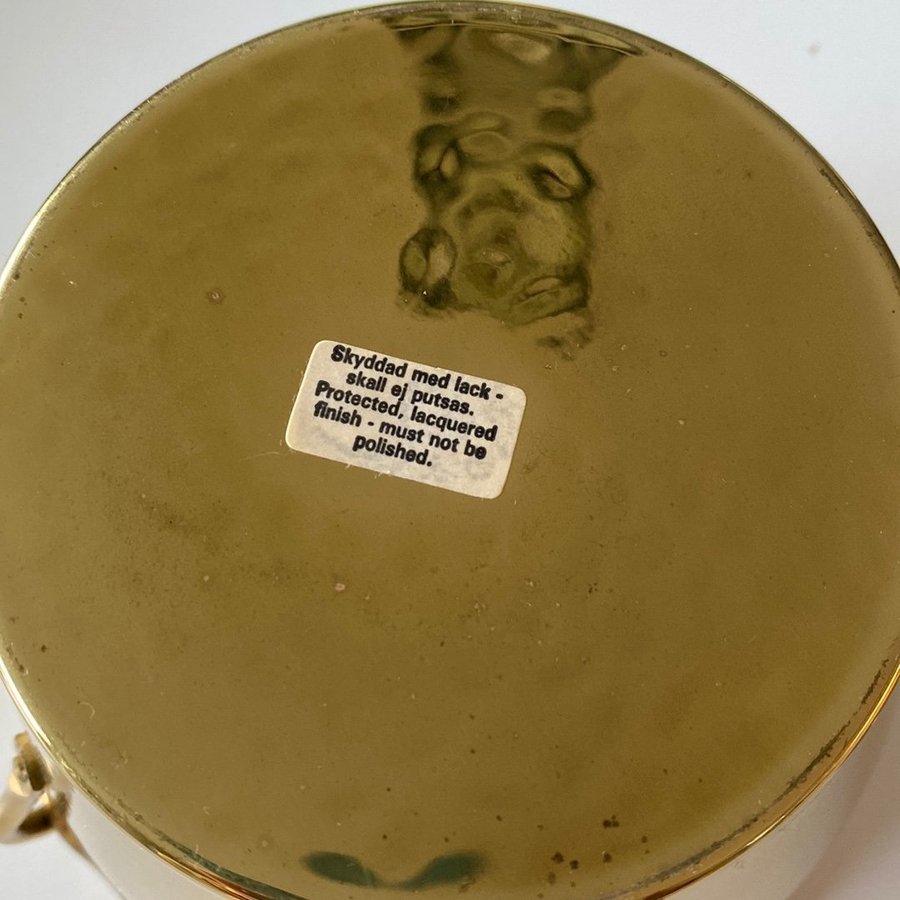 Skyddad med lack -
skall ej putsas.
Protected, lacquered
finish - must not be
polished.